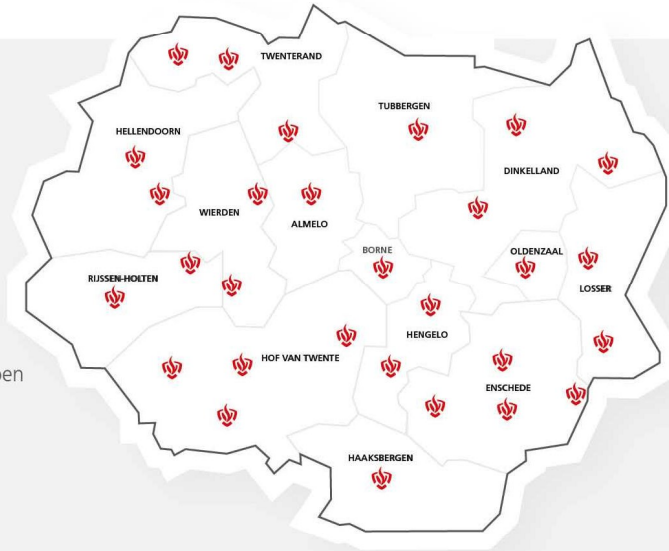 TWENTERAND
TUBBERGEN
HELLENDOORN
DINKELLAND
WIERDEN
ALMELO
BORNE
OLDENZAAL
RIJSSEN-HOLTEN
LOSSER
HENGELO
HOF VAN TWENTE
ENSCHEDE
HAAKSBERGEN